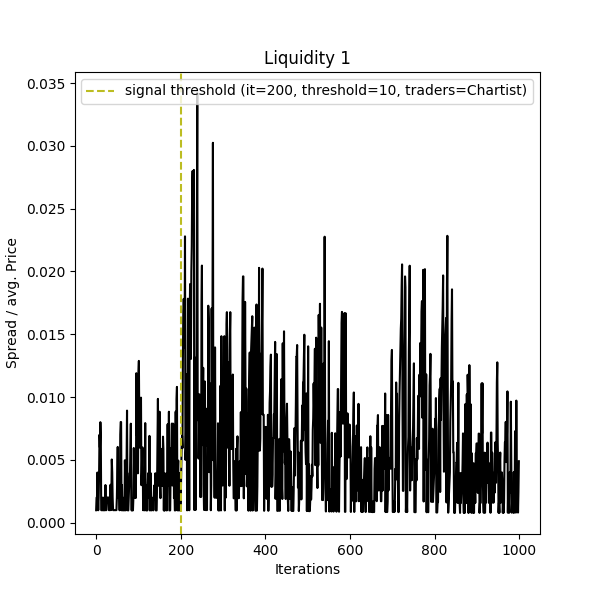 Liquidity 1
signal threshold (it=200, threshold=10, traders=Chartist)
Spread / avg. Price
0.035
0.030
0.025
0.020
0.015
0.010
0.005
0.000
0 200 400 600 800 1000
Iterations